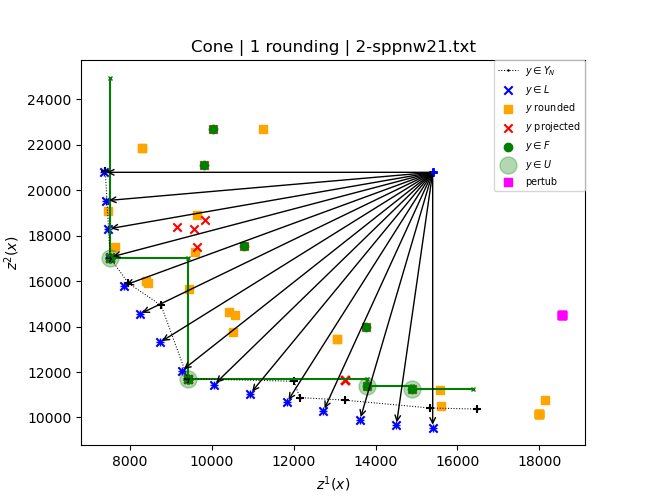 Cone | 1 rounding | 2-sppnw21.txt
z²(x)
24000
22000
20000
18000
16000
14000
12000
10000
8000
10000
12000
14000
16000
18000
z¹(x)
y ∈ Y_N
y ∈ L
y rounded
y projected
y ∈ F
y ∈ U
pertub